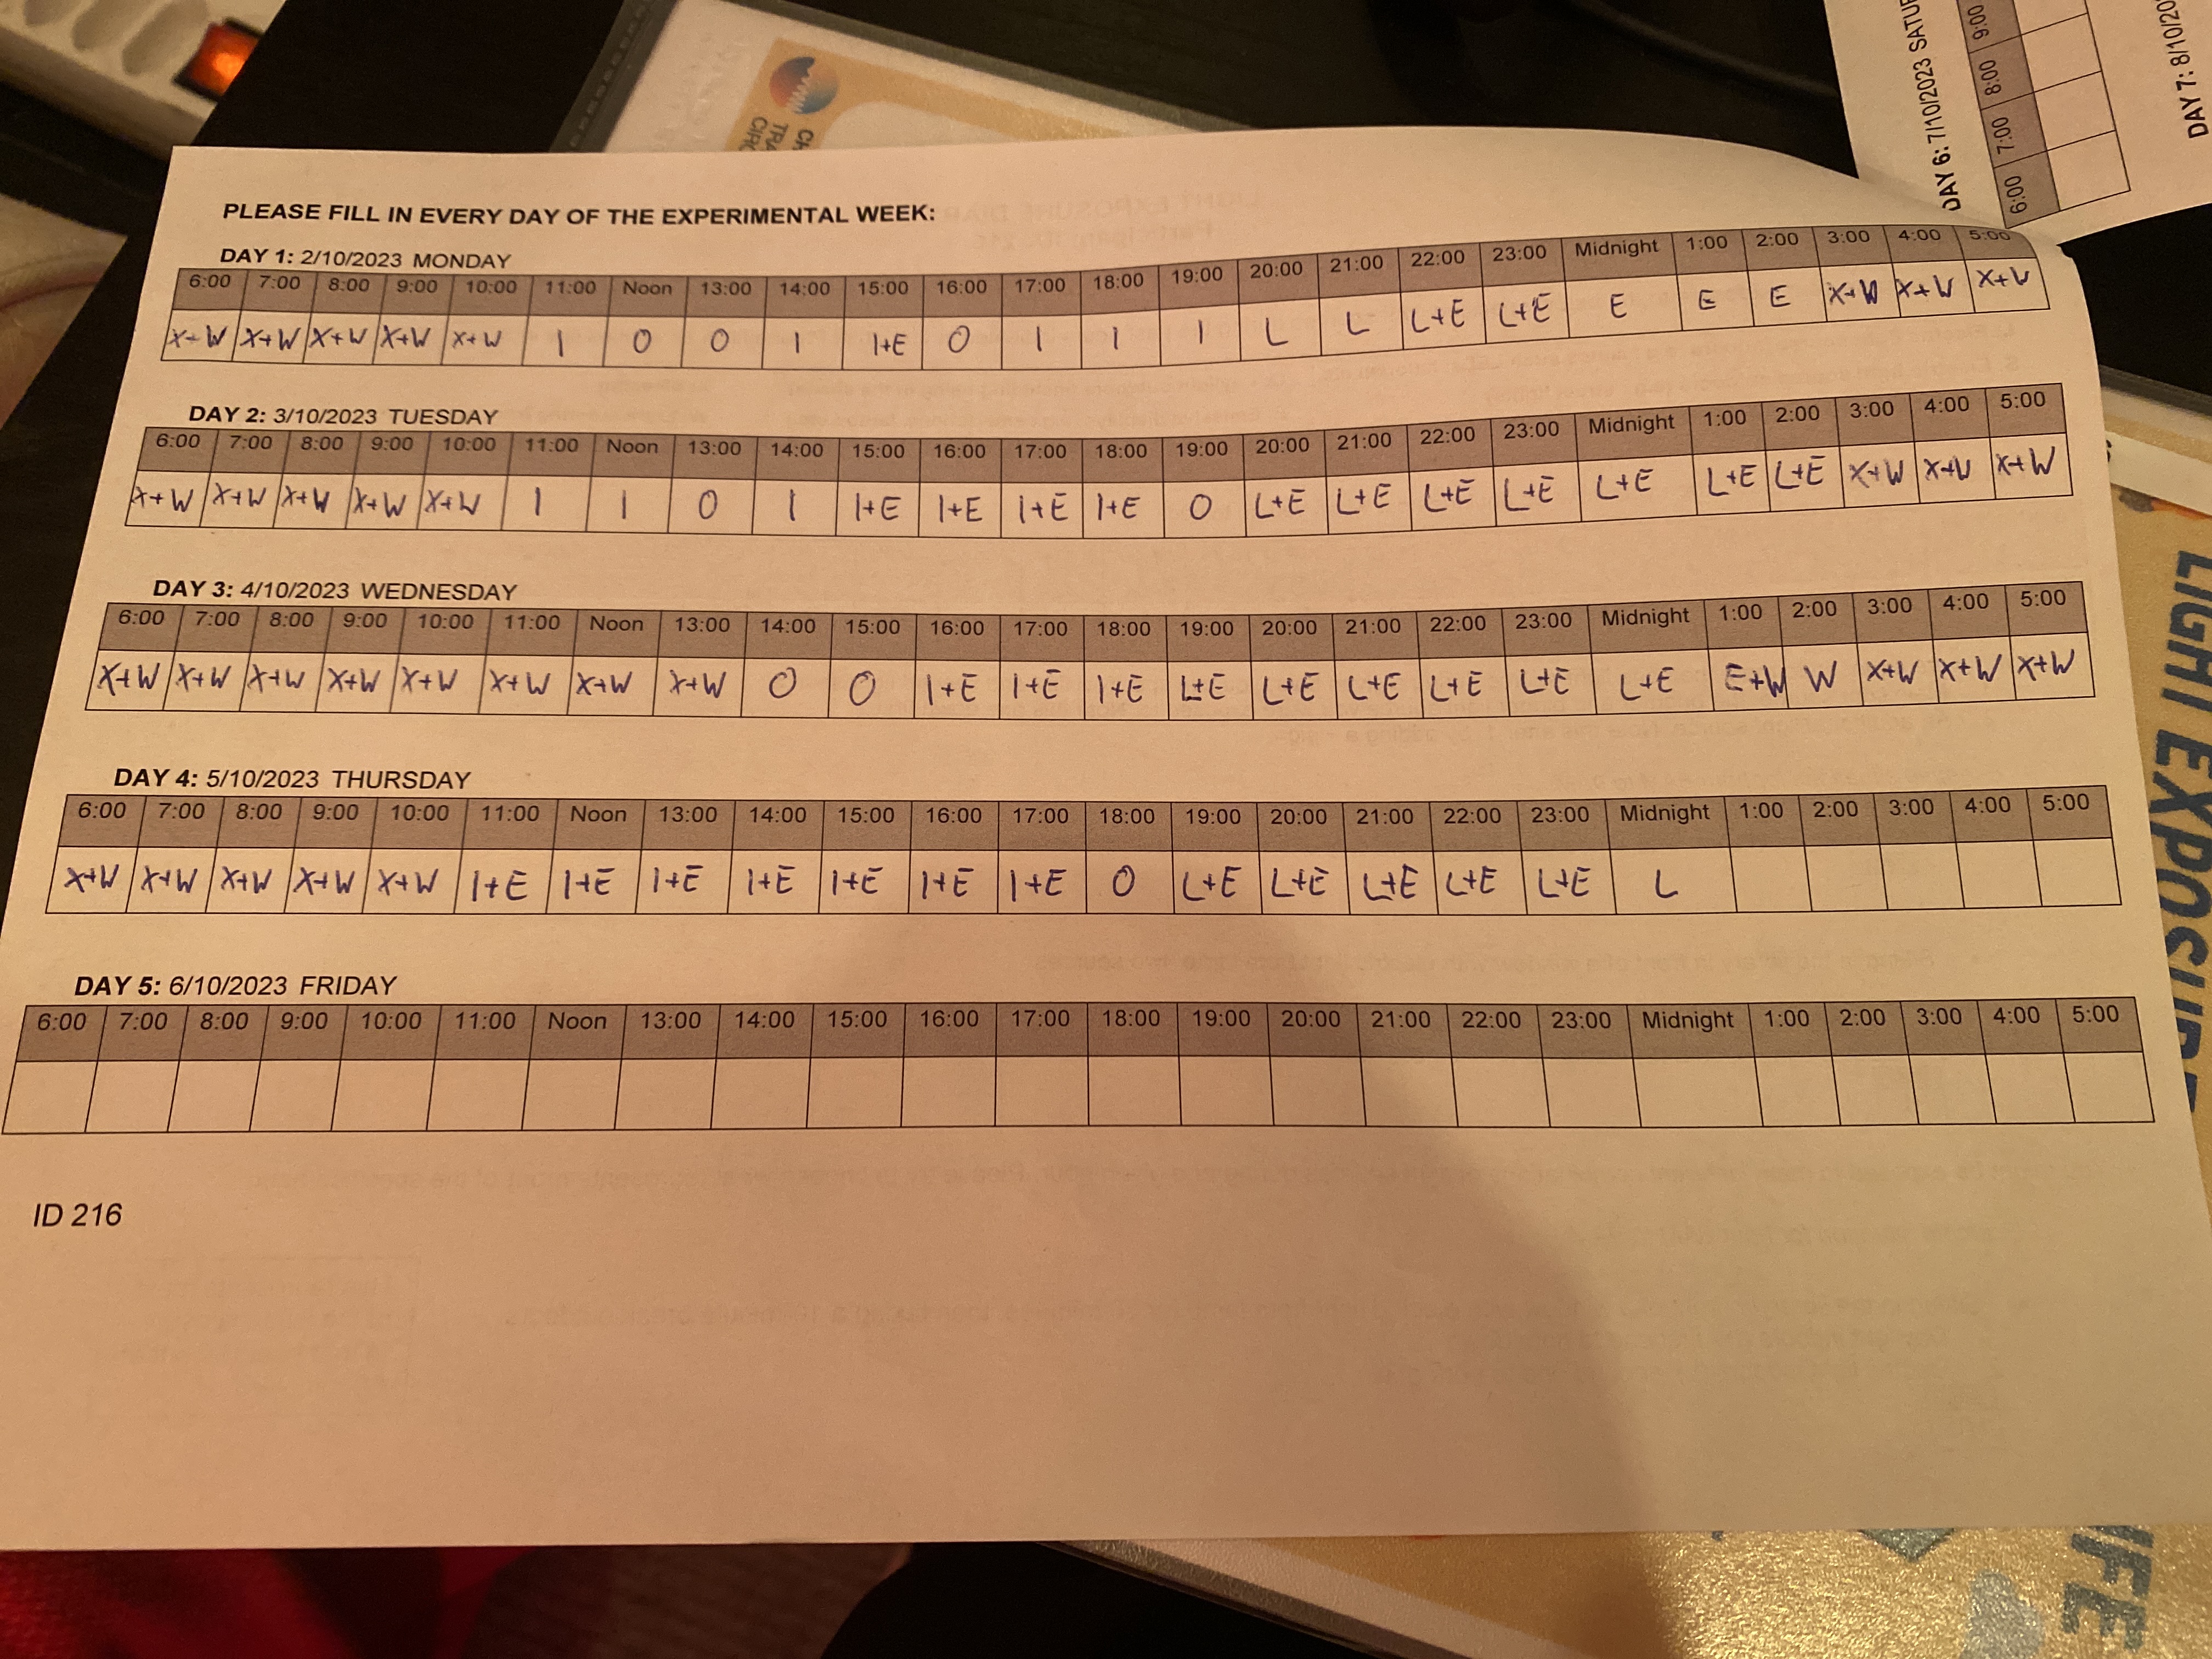 PLEASE FILL IN EVERY DAY OF THE EXPERIMENTAL WEEK:
DAY 1: 2/10/2023 MONDAY
6:00 7:00 8:00 9:00 10:00 11:00 Noon 13:00 14:00 15:00 16:00 17:00 18:00 19:00 20:00 21:00 22:00 23:00 Midnight 1:00 2:00 3:00 4:00 5:00
X+W X+W X+W X+W X+W I O O I I+E O I I I L L L+E L+E E E E X+W X+W X+W
DAY 2: 3/10/2023 TUESDAY
6:00 7:00 8:00 9:00 10:00 11:00 Noon 13:00 14:00 15:00 16:00 17:00 18:00 19:00 20:00 21:00 22:00 23:00 Midnight 1:00 2:00 3:00 4:00 5:00
X+W X+W X+W X+W X+W I I O I I+E I+E I+E I+E O L+E L+E L+E L+E L+E L+E L+E X+W X+W X+W
DAY 3: 4/10/2023 WEDNESDAY
6:00 7:00 8:00 9:00 10:00 11:00 Noon 13:00 14:00 15:00 16:00 17:00 18:00 19:00 20:00 21:00 22:00 23:00 Midnight 1:00 2:00 3:00 4:00 5:00
X+W X+W X+W X+W X+W X+W X+W X+W O O I+E I+E I+E L+E L+E L+E L+E L+E L+E E+W W X+W X+W X+W
DAY 4: 5/10/2023 THURSDAY
6:00 7:00 8:00 9:00 10:00 11:00 Noon 13:00 14:00 15:00 16:00 17:00 18:00 19:00 20:00 21:00 22:00 23:00 Midnight 1:00 2:00 3:00 4:00 5:00
X+W X+W X+W X+W X+W I+E I+E I+E I+E I+E I+E I+E O L+E L+E L+E L+E L+E L
DAY 5: 6/10/2023 FRIDAY
6:00 7:00 8:00 9:00 10:00 11:00 Noon 13:00 14:00 15:00 16:00 17:00 18:00 19:00 20:00 21:00 22:00 23:00 Midnight 1:00 2:00 3:00 4:00 5:00
ID 216
DAY 6: 7/10/2023
6:00 7:00 8:00 9:00
DAY 7:
LIGHT EXPOSURE